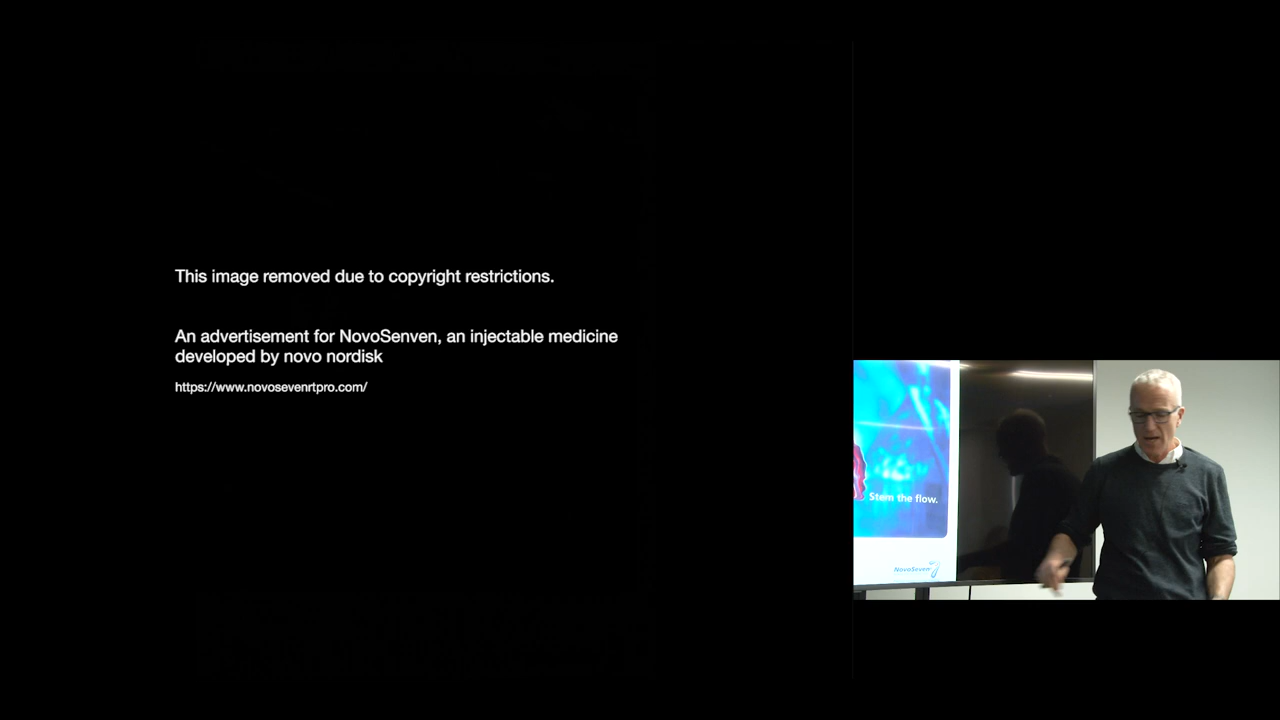 This image removed due to copyright restrictions.
An advertisement for NovoSenven, an injectable medicine
developed by novo nordisk
https://www.novosevenrtpro.com/
Stem the flow.
NovoSeven